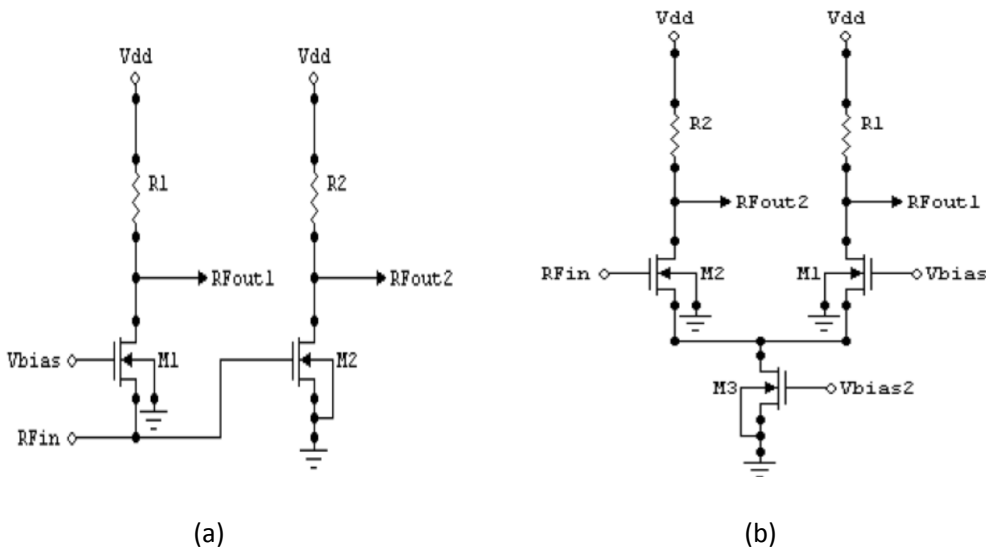 Vdd
Vdd
R1
R2
RFout1
RFout2
Vbias
M1
M2
RFin
(a)
Vdd
Vdd
R2
R1
RFout2
RFout1
RFin
M2
M1
Vbias
M3
Vbias2
(b)